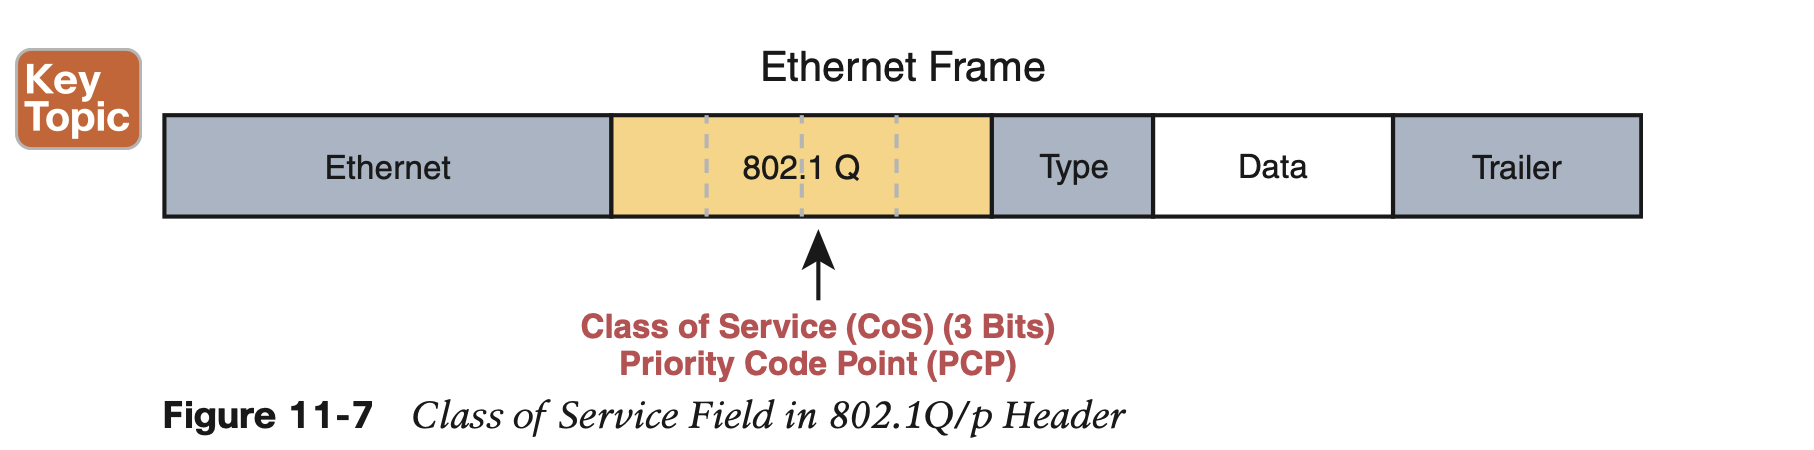 Key
Topic
Ethernet Frame
Ethernet
802.1 Q
Type
Data
Trailer
Class of Service (CoS) (3 Bits)
Priority Code Point (PCP)
Figure 11-7 Class of Service Field in 802.1Q/p Header